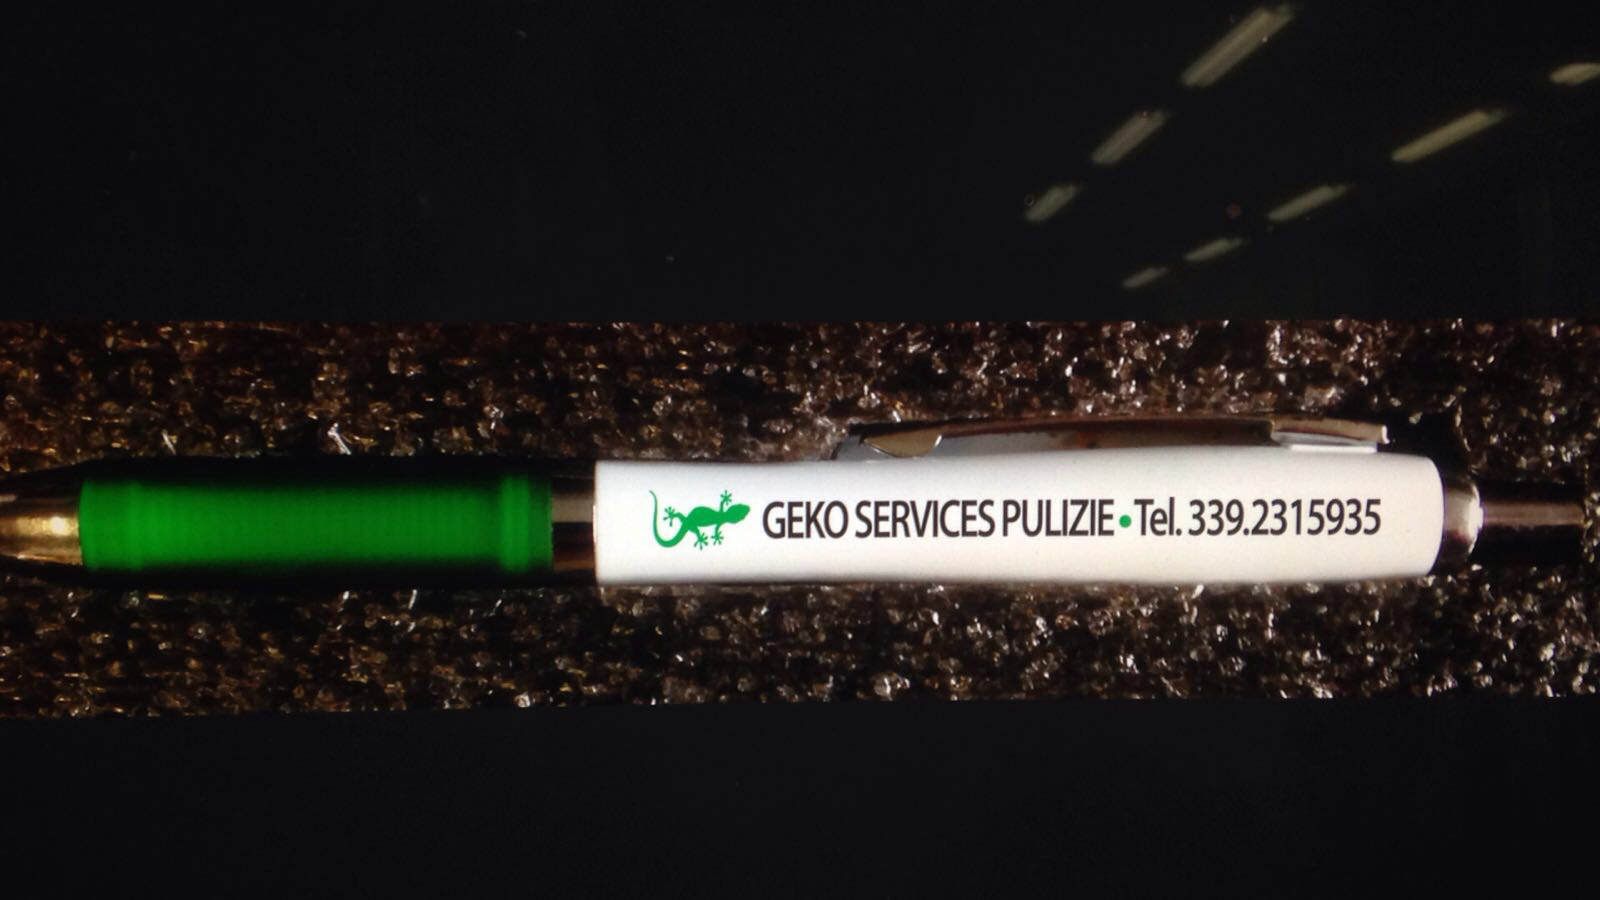 GEKO SERVICES PULIZIE • Tel. 339.2315935